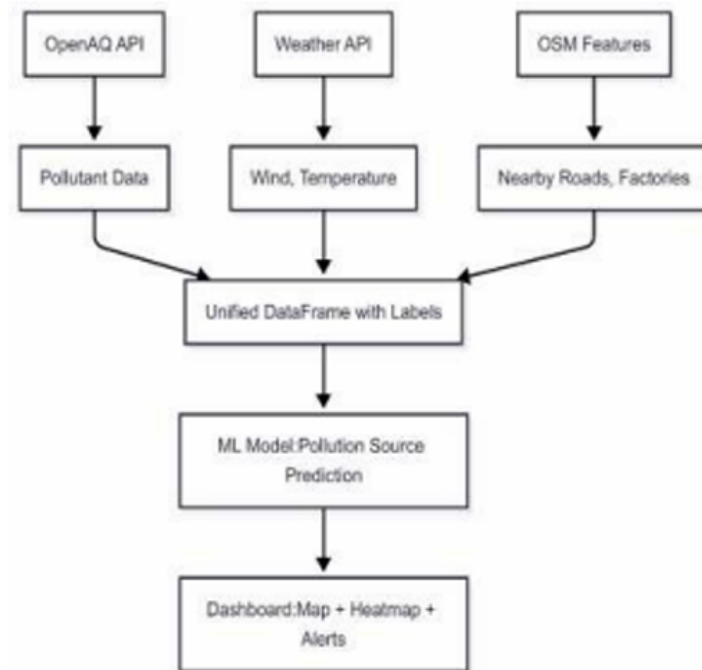 OpenAQ API
Weather API
OSM Features
Pollutant Data
Wind, Temperature
Nearby Roads, Factories
Unified DataFrame with Labels
ML Model:Pollution Source
Prediction
Dashboard:Map + Heatmap +
Alerts